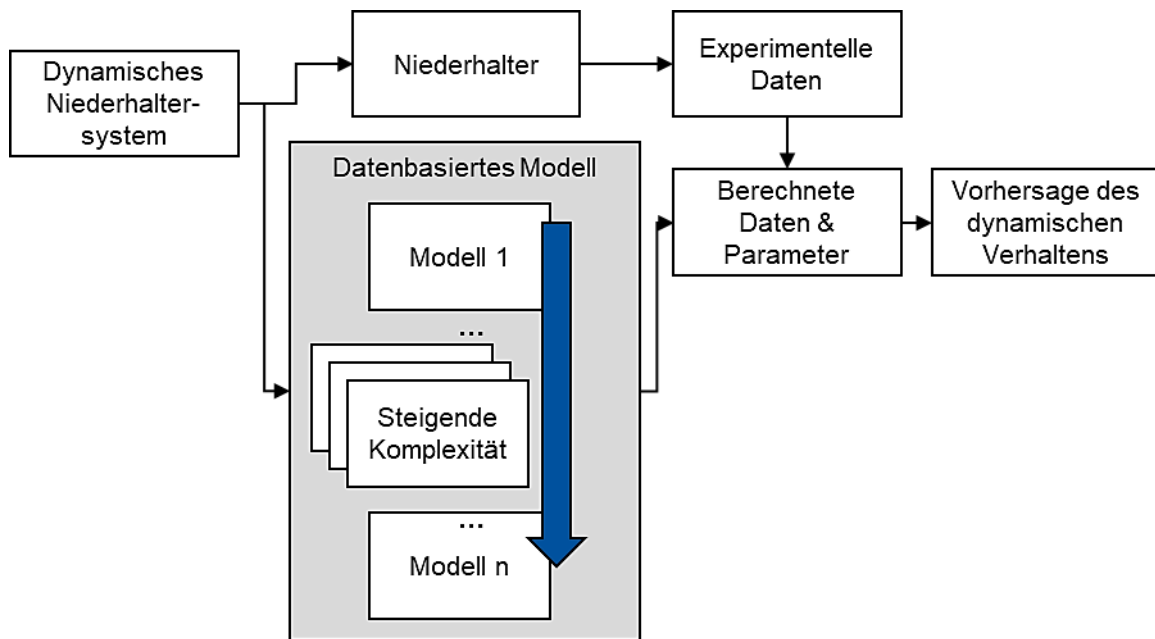 Dynamisches
Niederhalter-
system
Niederhalter
Experimentelle
Daten
Datenbasiertes Modell
Modell 1
...
Steigende
Komplexität
...
Modell n
Berechnete
Daten &
Parameter
Vorhersage des
dynamischen
Verhaltens